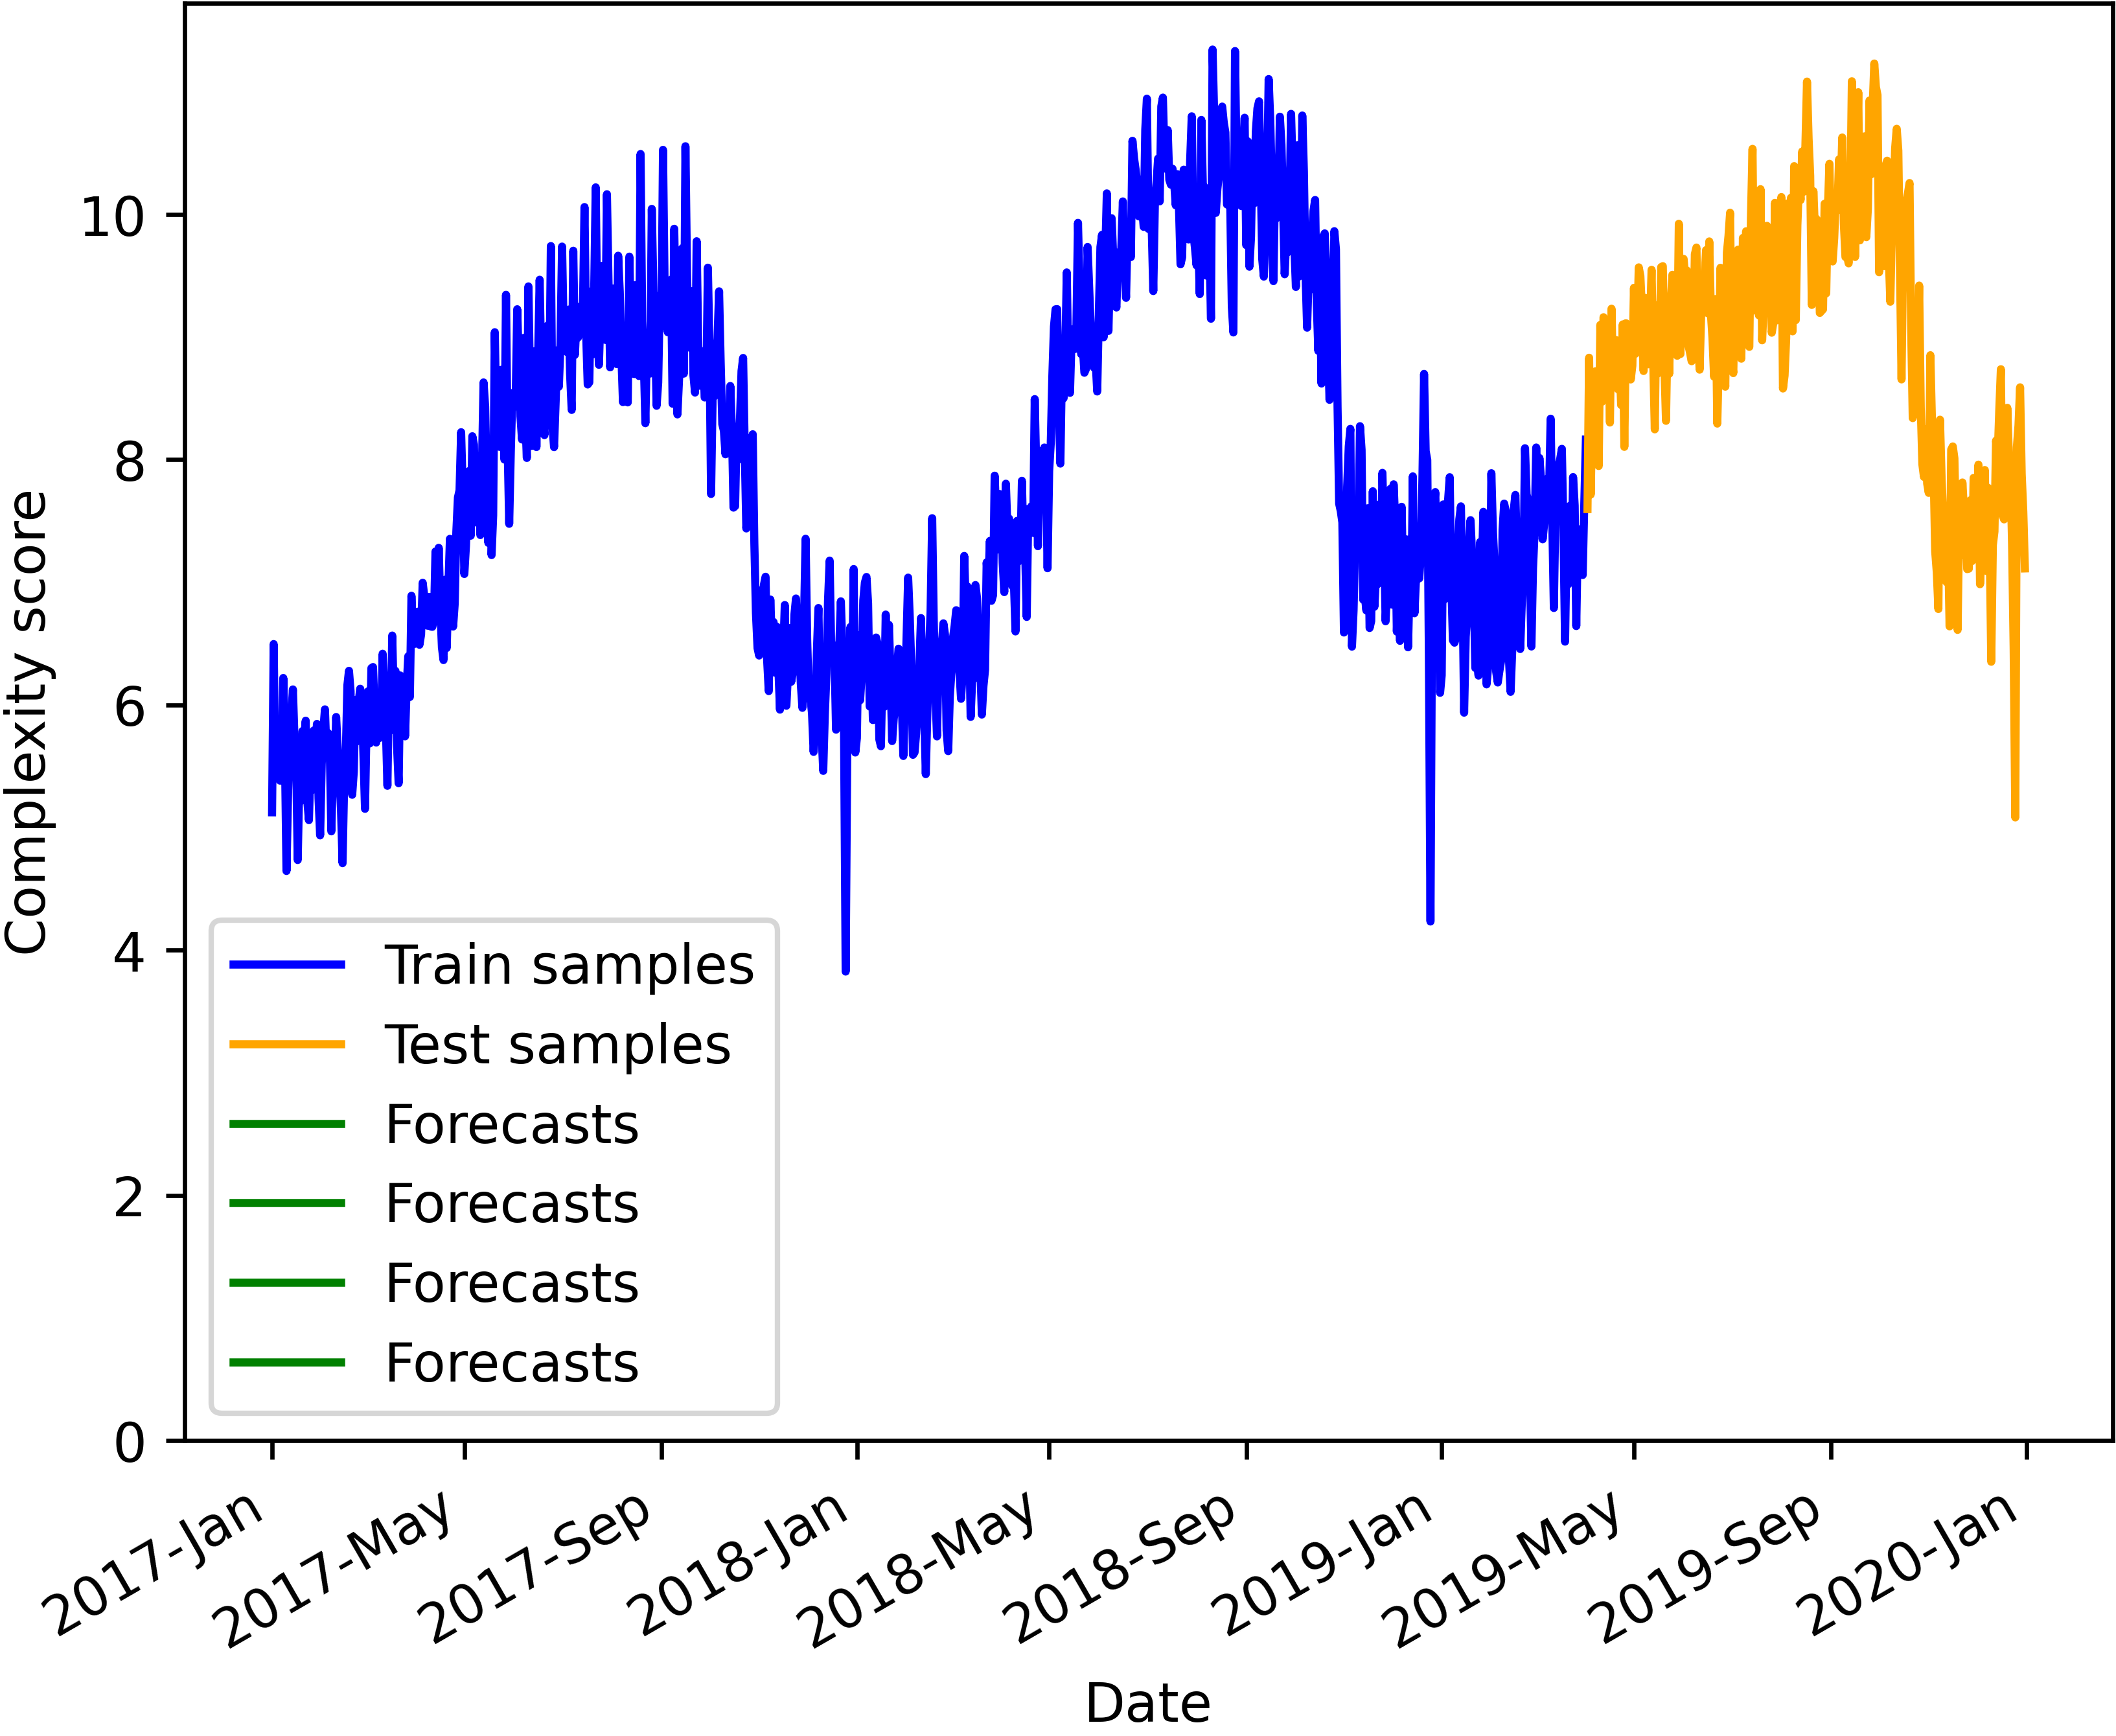 Complexity score
10
8
6
4
2
0
Train samples
Test samples
Forecasts
Forecasts
Forecasts
Forecasts
2017-Jan
2017-May
2017-Sep
2018-Jan
2018-May
2018-Sep
2019-Jan
2019-May
2019-Sep
2020-Jan
Date